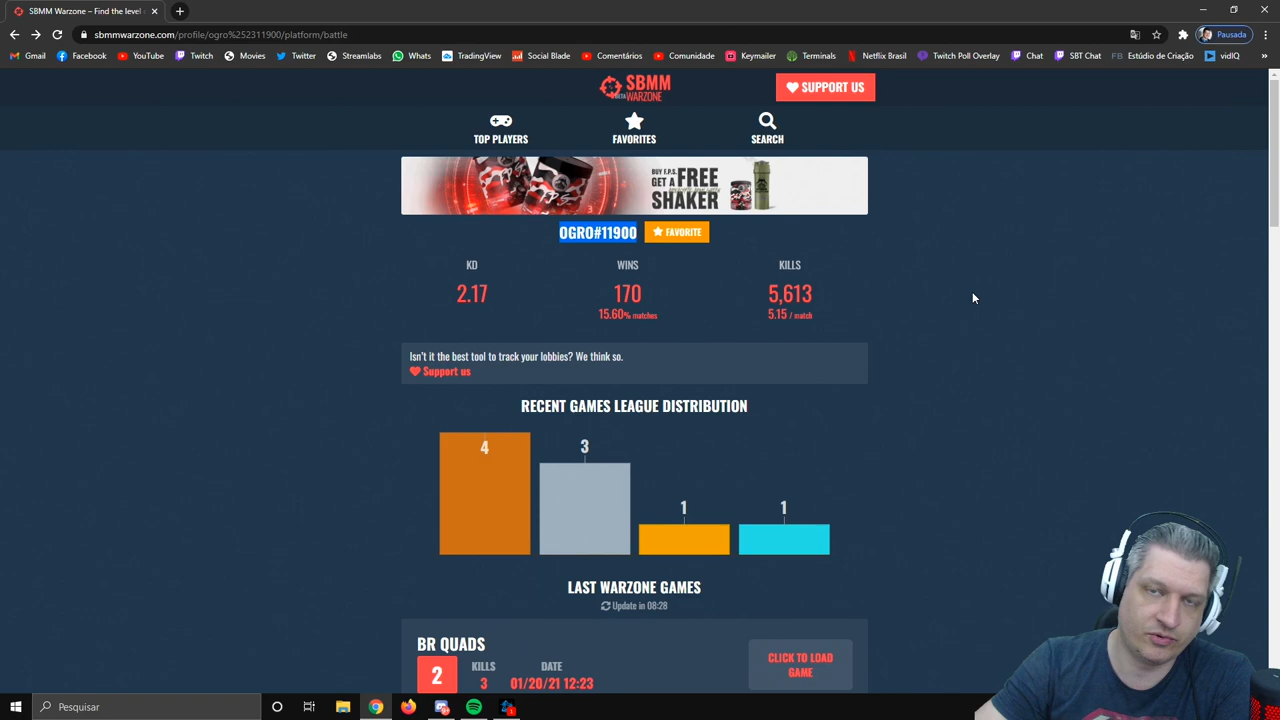 SBMM Warzone – Find the level
sbmmwarzone.com/profile/ogro%252311900/platform/battle
Pausada
Gmail Facebook YouTube Twitch Movies Twitter Streamlabs Whats TradingView Social Blade Comentários Comunidade Keymailer Terminals Netflix Brasil Twitch Poll Overlay Chat SBT Chat Estúdio de Criação vidIQ
SBMM
BETA WARZONE
SUPPORT US
TOP PLAYERS FAVORITES SEARCH
BUY F.P.S.
GET A FREE
SHAKER
OGRO#11900 FAVORITE
KD WINS KILLS
2.17 170 5,613
15.60% matches 5.15 / match
Isn't it the best tool to track your lobbies? We think so.
Support us
RECENT GAMES LEAGUE DISTRIBUTION
4 3 1 1
LAST WARZONE GAMES
Update in 08:28
BR QUADS
2 KILLS DATE
3 01/20/21 12:23
CLICK TO LOAD
GAME
Pesquisar